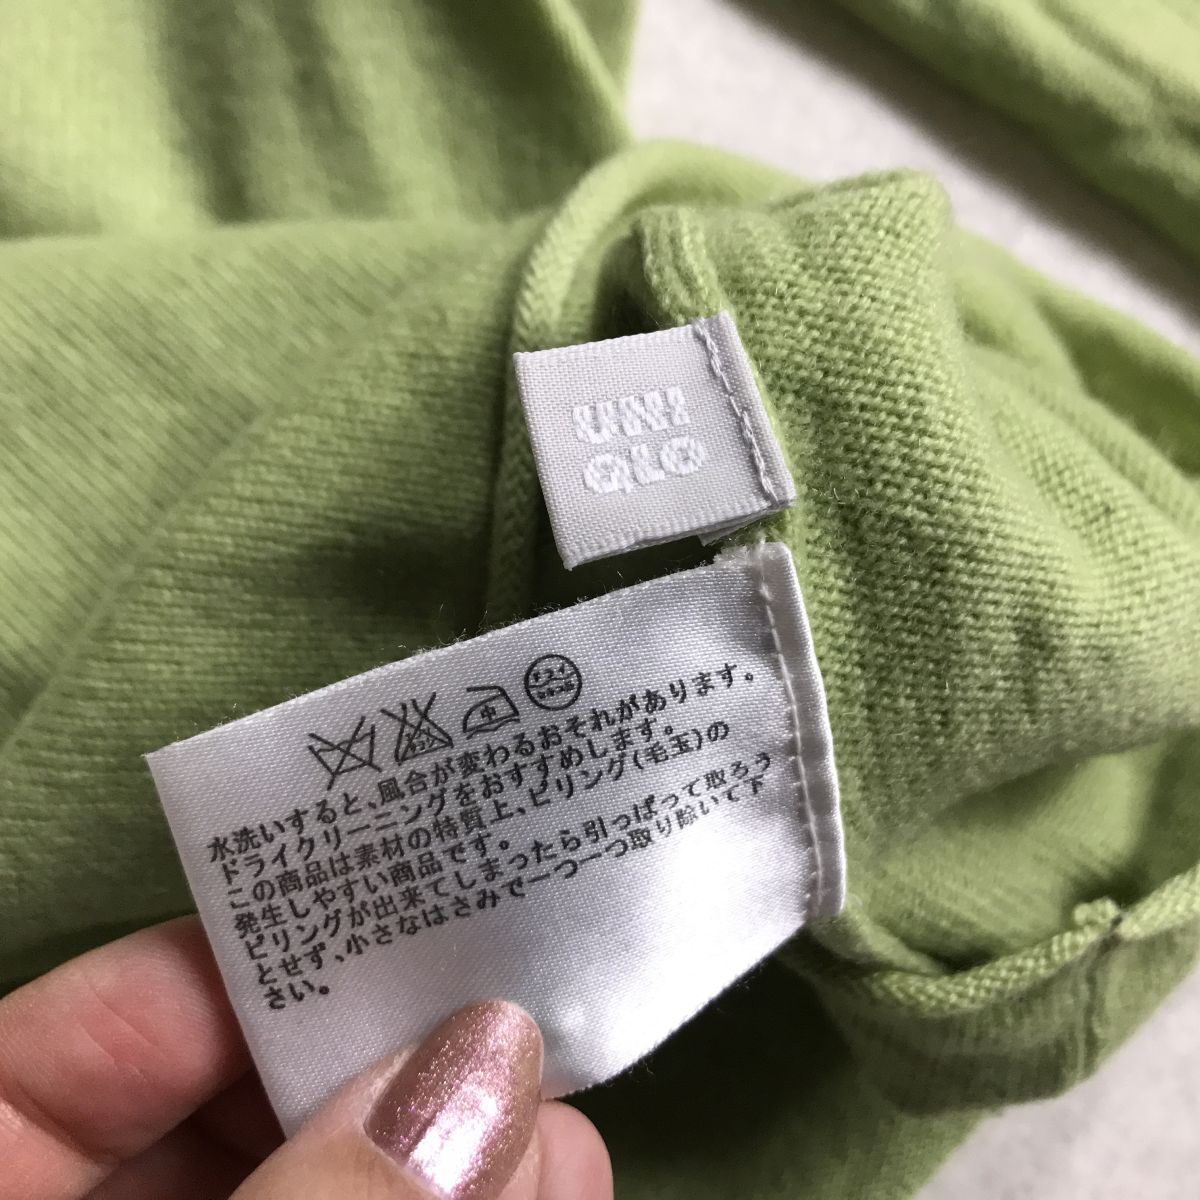 UNI
QLO
中
ドライ
水洗いすると、風合が変わるおそれがあります。
ドライクリーニングをおすすめします。
この商品は素材の特質上、ピリング(毛玉)の
発生しやすい商品です。
ピリングが出来てしまったら引っぱって取ろう
とせず、小さなはさみで一つ一つ取り除いて下
さい。